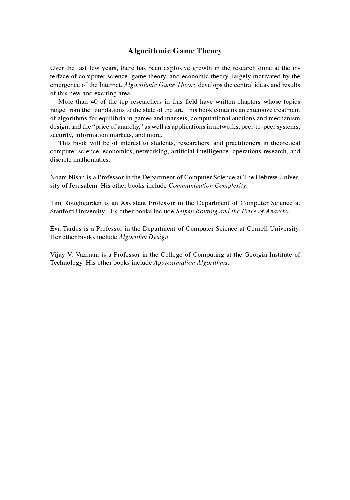 Algorithmic Game Theory
Over the last few years, there has been explosive growth in the research done at the in-
terface of computer science, game theory, and economic theory, largely motivated by the
emergence of the Internet. Algorithmic Game Theory develops the central ideas and results
of this new and exciting area.
More than 40 of the top researchers in this field have written chapters whose topics
range from the foundations to the state of the art. This book contains an extensive treatment
of algorithms for equilibria in games and markets, computational auctions and mechanism
design, and the "price of anarchy," as well as applications in networks, peer-to-peer systems,
security, information markets, and more.
This book will be of interest to students, researchers, and practitioners in theoretical
computer science, economics, networking, artificial intelligence, operations research, and
discrete mathematics.
Noam Nisan is a Professor in the Department of Computer Science at The Hebrew Univer-
sity of Jerusalem. His other books include Communication Complexity.
Tim Roughgarden is an Assistant Professor in the Department of Computer Science at
Stanford University. His other books include Selfish Routing and the Price of Anarchy.
Éva Tardos is a Professor in the Department of Computer Science at Cornell University.
Her other books include Algorithm Design.
Vijay V. Vazirani is a Professor in the College of Computing at the Georgia Institute of
Technology. His other books include Approximation Algorithms.